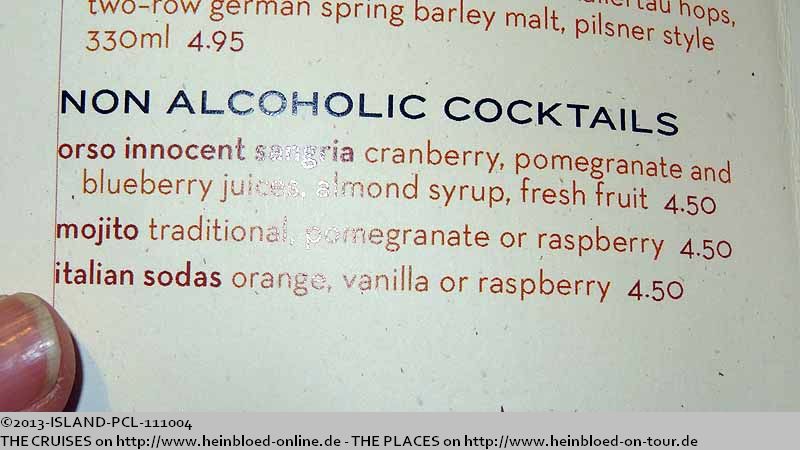 two-row german spring barley malt, pilsner style
330ml 4.95
NON ALCOHOLIC COCKTAILS
orso innocent sangria cranberry, pomegranate and
blueberry juices, almond syrup, fresh fruit 4.50
mojito traditional, pomegranate or raspberry 4.50
italian sodas orange, vanilla or raspberry 4.50
©2013-ISLAND-PCL-111004
THE CRUISES on http://www.heinbloed-online.de - THE PLACES on http://www.heinbloed-on-tour.de